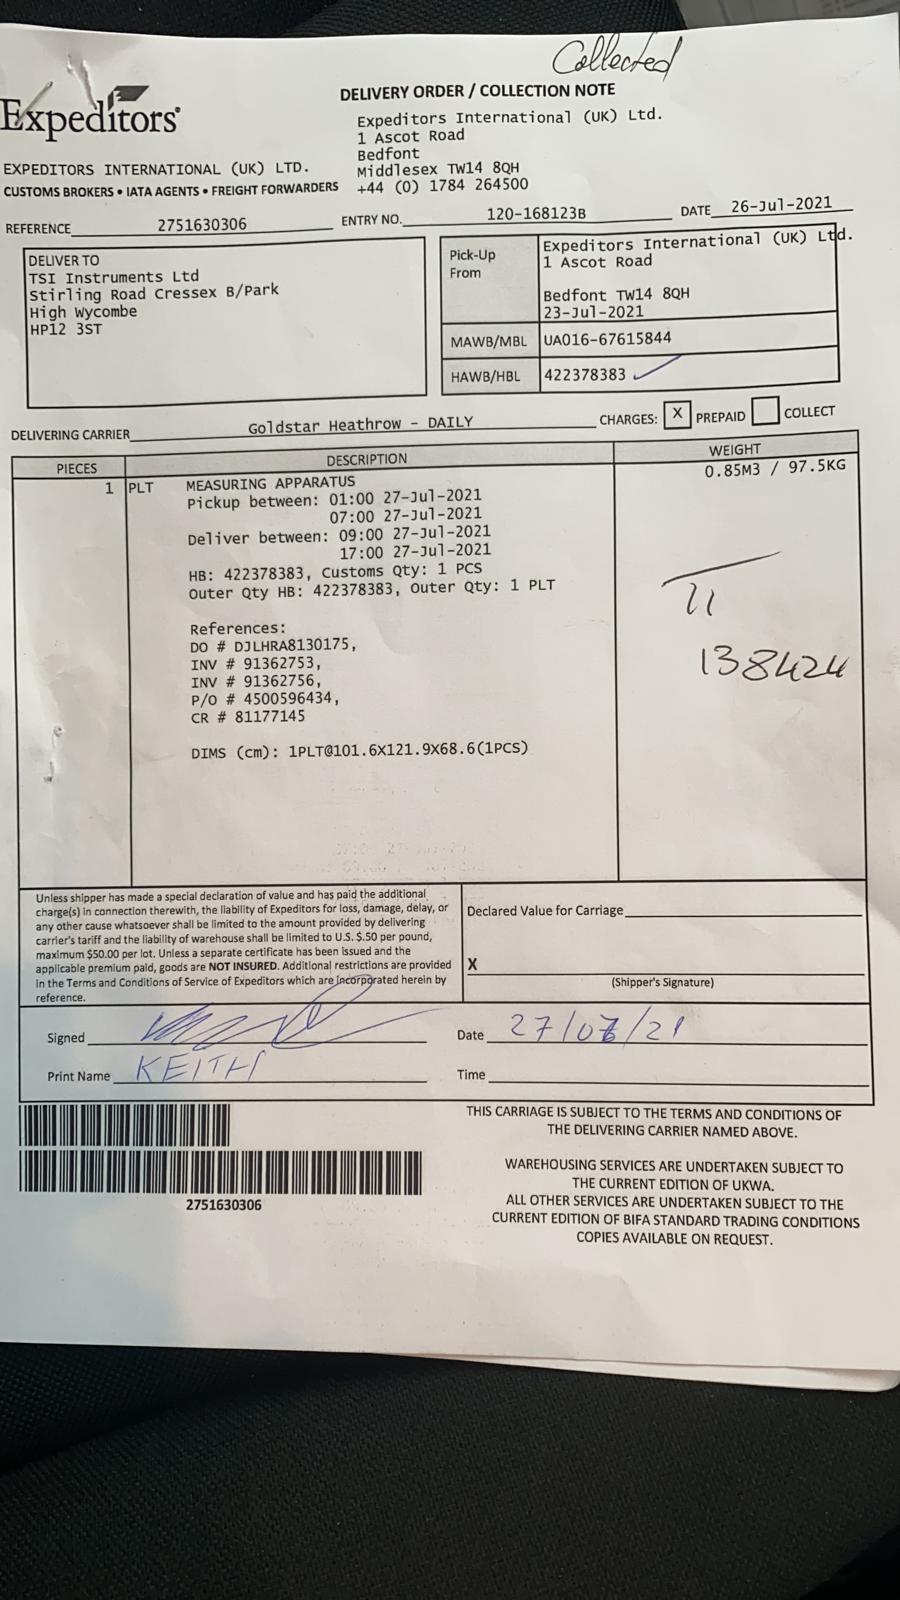 Collected
Expeditors®
DELIVERY ORDER / COLLECTION NOTE
Expeditors International (UK) Ltd.
1 Ascot Road
Bedfont
Middlesex TW14 8QH
+44 (0) 1784 264500
EXPEDITORS INTERNATIONAL (UK) LTD.
CUSTOMS BROKERS • IATA AGENTS • FREIGHT FORWARDERS
REFERENCE 2751630306 ENTRY NO. 120-168123B DATE 26-Jul-2021
DELIVER TO
TSI Instruments Ltd
Stirling Road Cressex B/Park
High Wycombe
HP12 3ST
Pick-Up From
Expeditors International (UK) Ltd.
1 Ascot Road
Bedfont TW14 8QH
23-Jul-2021
MAWB/MBL UA016-67615844
HAWB/HBL 422378383
DELIVERING CARRIER Goldstar Heathrow - DAILY CHARGES: X PREPAID COLLECT
PIECES DESCRIPTION WEIGHT
1 PLT MEASURING APPARATUS 0.85M3 / 97.5KG
Pickup between: 01:00 27-Jul-2021
07:00 27-Jul-2021
Deliver between: 09:00 27-Jul-2021
17:00 27-Jul-2021
HB: 422378383, Customs Qty: 1 PCS
Outer Qty HB: 422378383, Outer Qty: 1 PLT
References:
DO # DJLHRA8130175,
INV # 91362753,
INV # 91362756,
P/O # 4500596434,
CR # 81177145
138424
DIMS (cm): 1PLT@101.6X121.9X68.6(1PCS)
Unless shipper has made a special declaration of value and has paid the additional
charge(s) in connection therewith, the liability of Expeditors for loss, damage, delay, or
any other cause whatsoever shall be limited to the amount provided by delivering
carrier's tariff and the liability of warehouse shall be limited to U.S. $.50 per pound,
maximum $50.00 per lot. Unless a separate certificate has been issued and the
applicable premium paid, goods are NOT INSURED. Additional restrictions are provided
in the Terms and Conditions of Service of Expeditors which are incorporated herein by
reference.
Declared Value for Carriage
X
(Shipper's Signature)
Signed Date 27/07/21
Print Name KEITH Time
2751630306
THIS CARRIAGE IS SUBJECT TO THE TERMS AND CONDITIONS OF
THE DELIVERING CARRIER NAMED ABOVE.
WAREHOUSING SERVICES ARE UNDERTAKEN SUBJECT TO
THE CURRENT EDITION OF UKWA.
ALL OTHER SERVICES ARE UNDERTAKEN SUBJECT TO THE
CURRENT EDITION OF BIFA STANDARD TRADING CONDITIONS
COPIES AVAILABLE ON REQUEST.